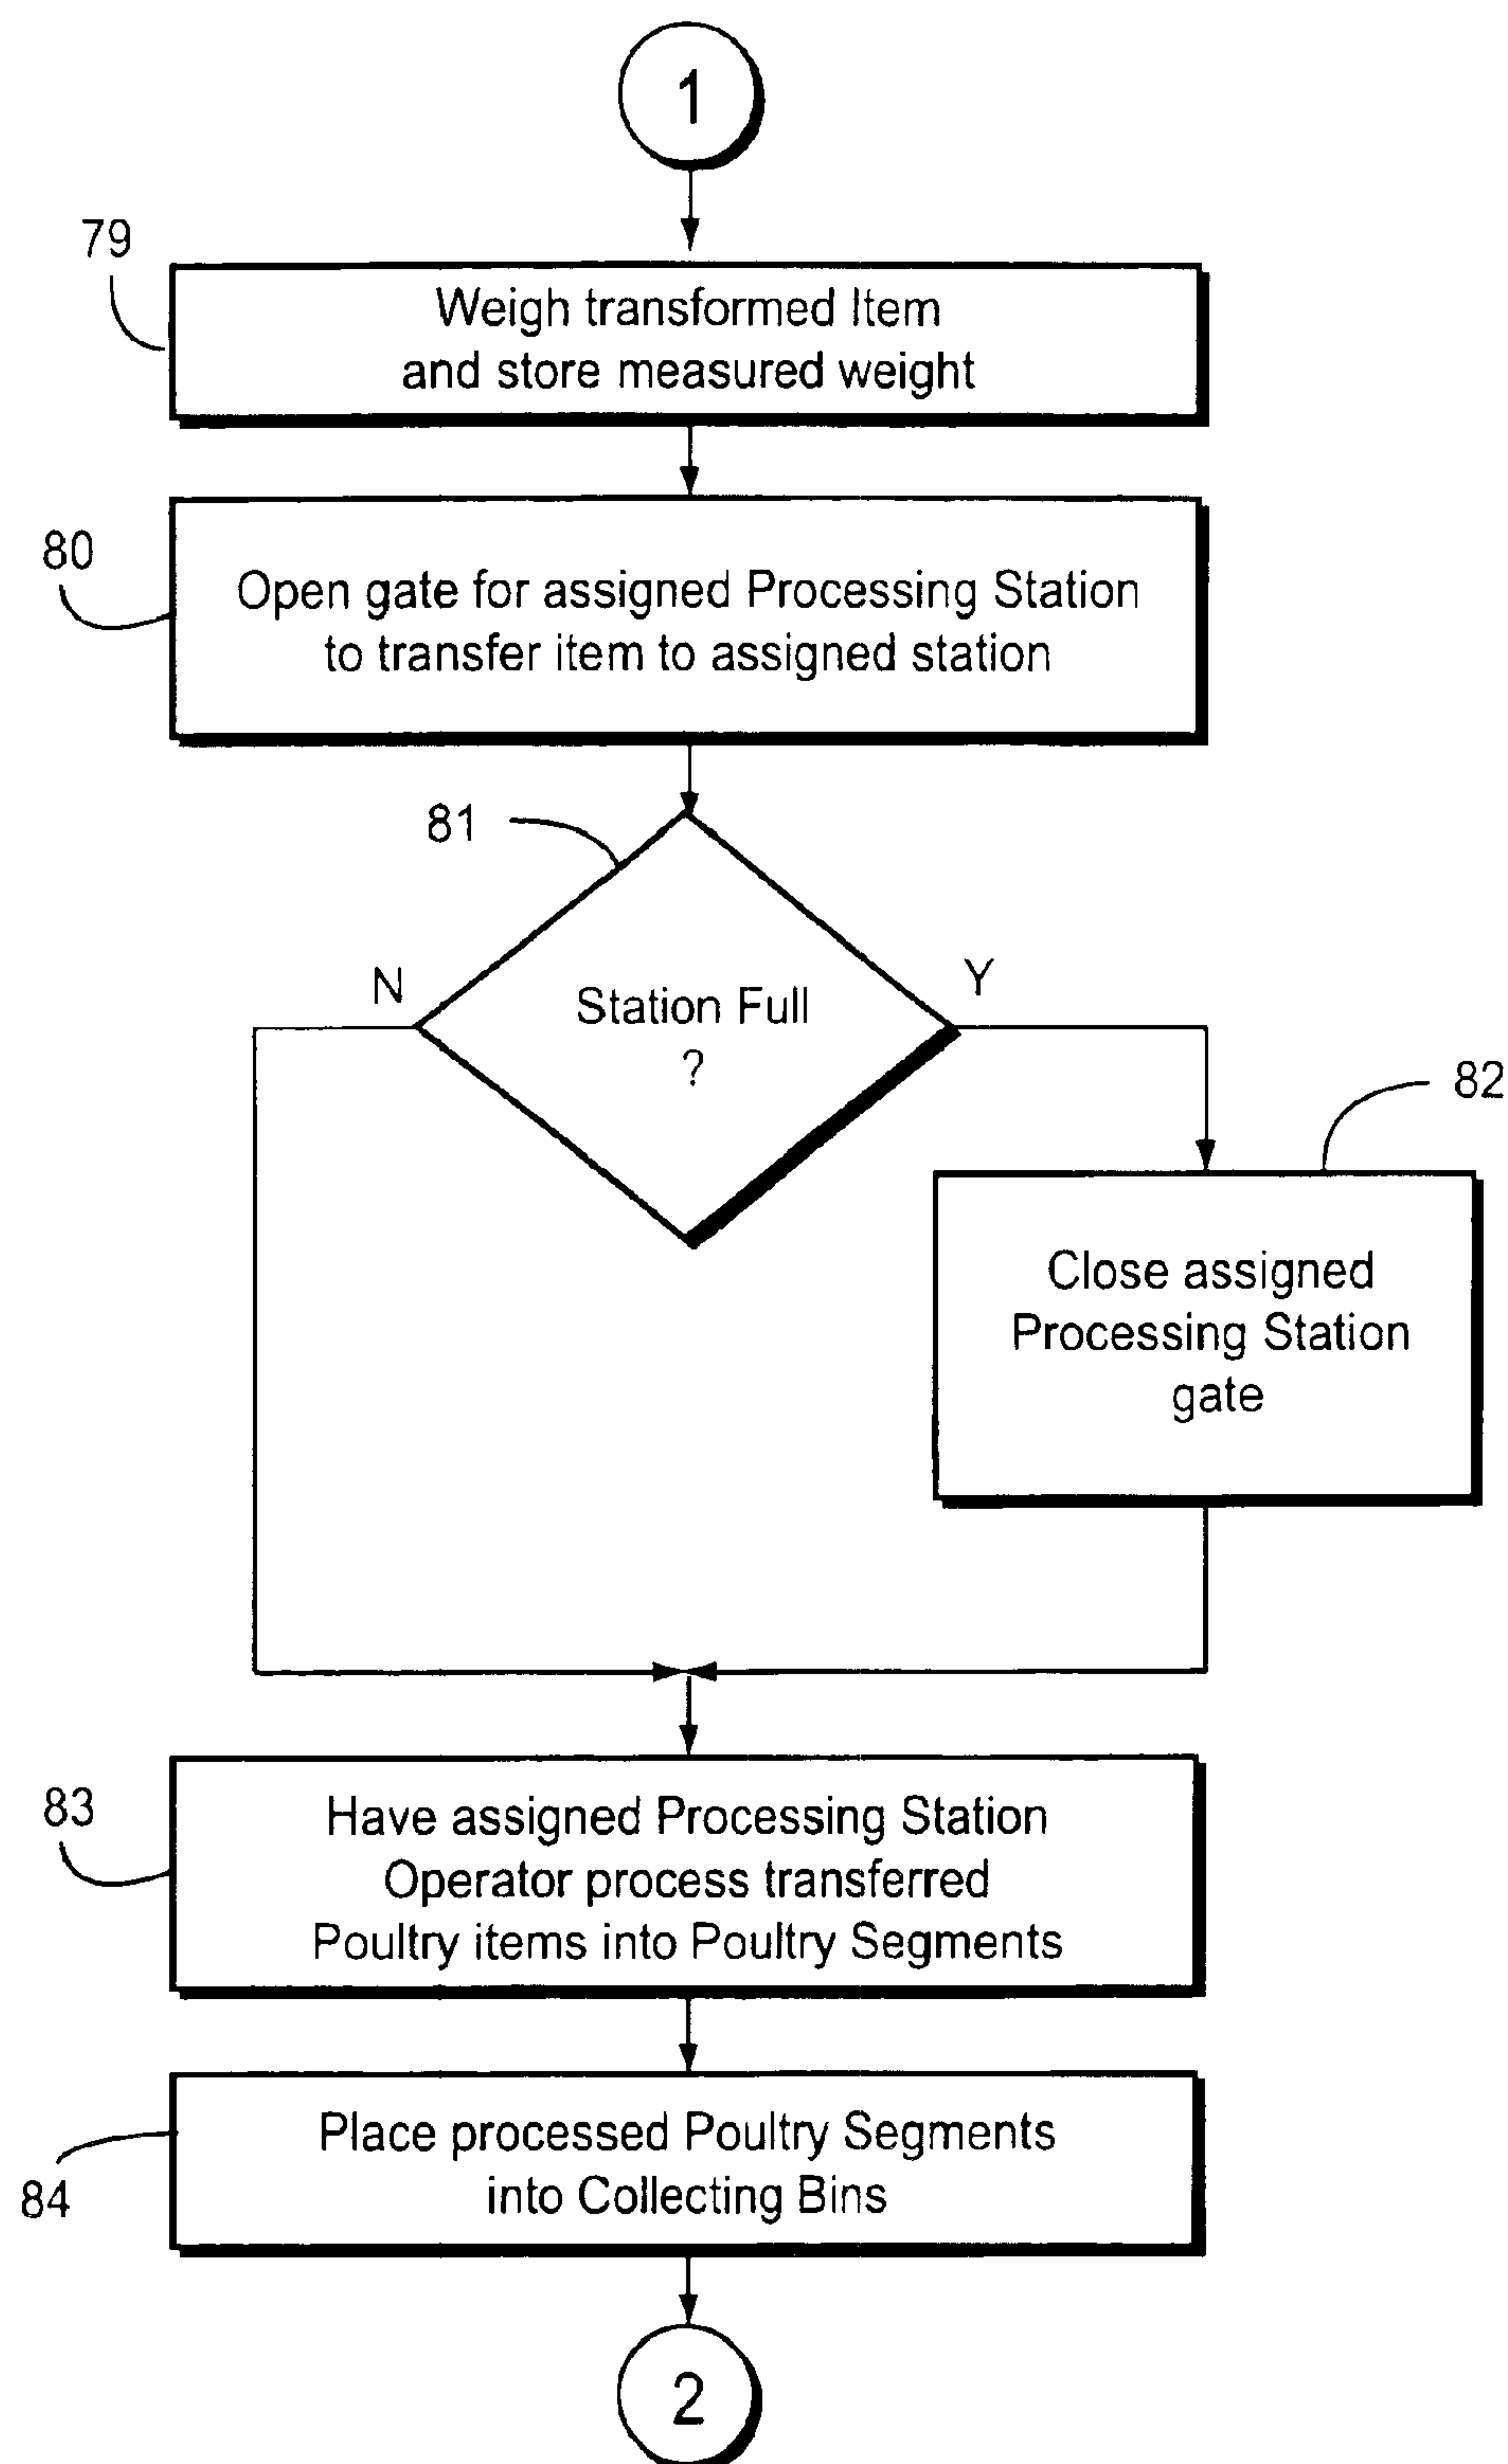 1
79
Weigh transformed Item
and store measured weight
80
Open gate for assigned Processing Station
to transfer item to assigned station
81
N
Y
Station Full
?
82
Close assigned
Processing Station
gate
83
Have assigned Processing Station
Operator process transferred
Poultry items into Poultry Segments
84
Place processed Poultry Segments
into Collecting Bins
2